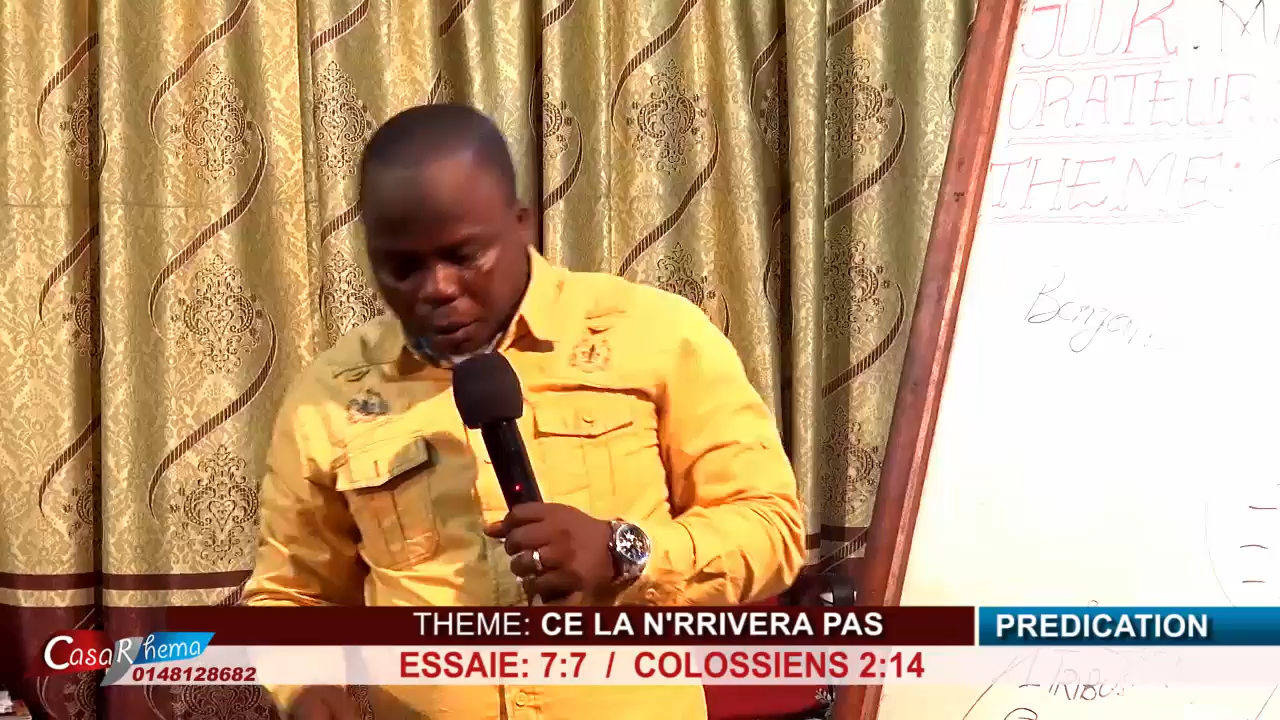 JOUR: M
ORATEUR
THEME:
THEME: CE LA N'RRIVERA PAS
PREDICATION
CasaRhema
0148128682
ESSAIE: 7:7 / COLOSSIENS 2:14